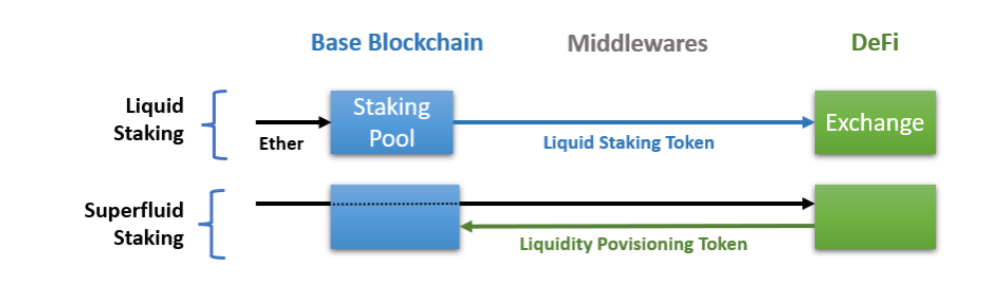 Base Blockchain Middlewares DeFi
Liquid
Staking
Ether
Staking
Pool
Liquid Staking Token
Exchange
Superfluid
Staking
Liquidity Povisioning Token